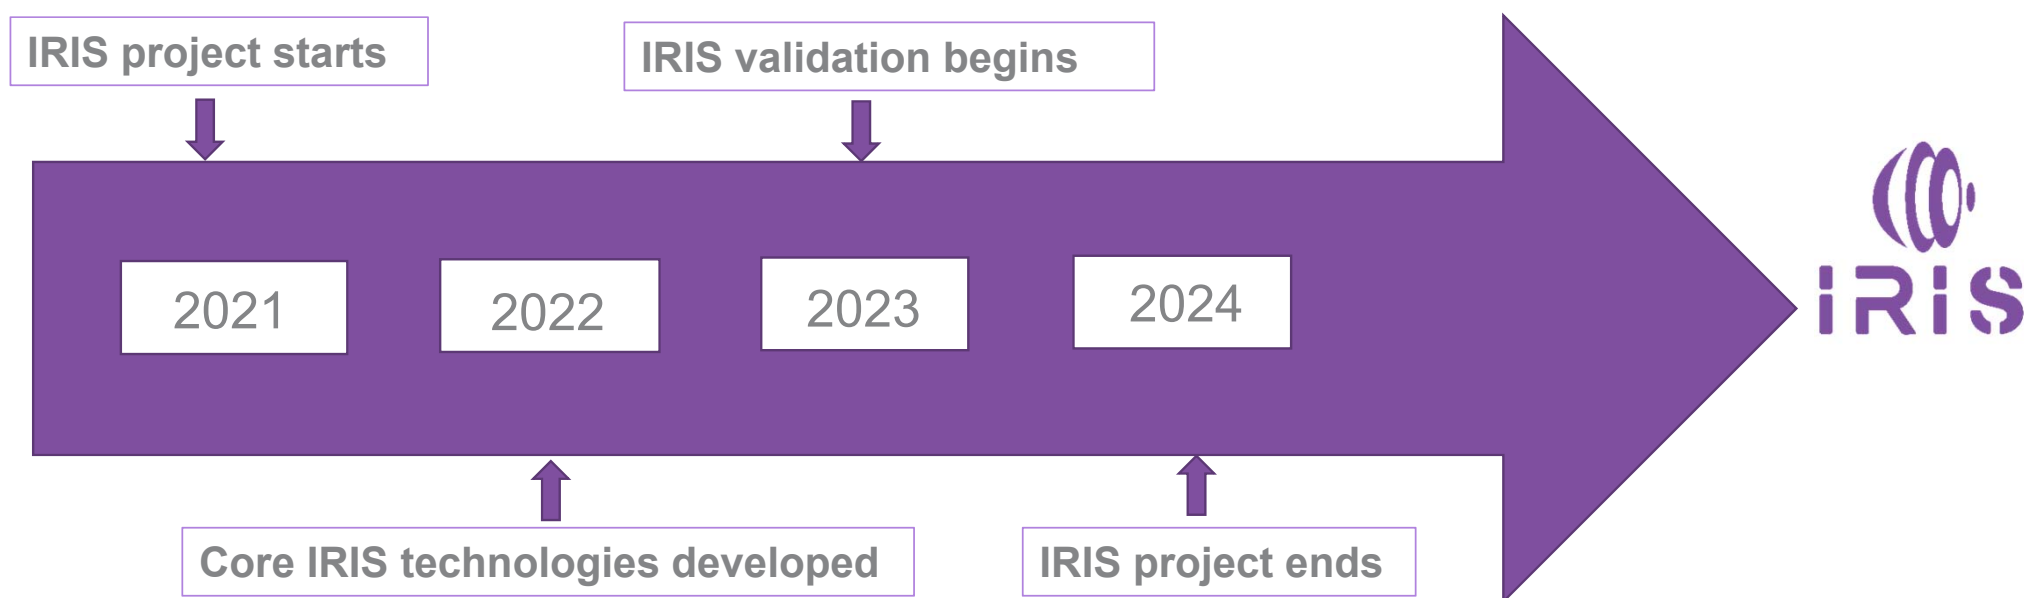 IRIS project starts
IRIS validation begins
2021
2022
2023
2024
IRIS
Core IRIS technologies developed
IRIS project ends